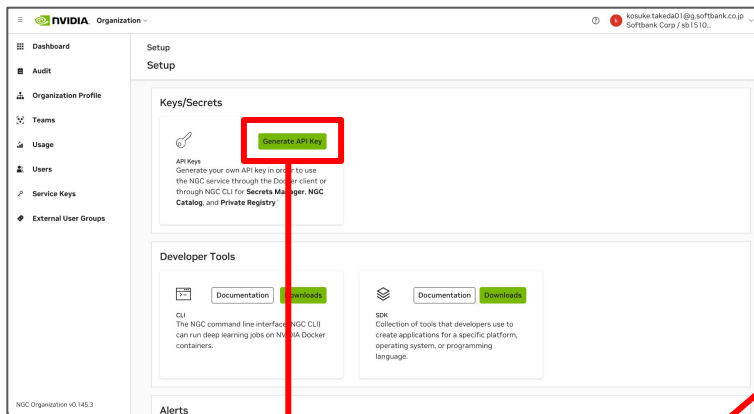 NVIDIA. Organization
kosuke.takeda01@g.softbank.co.jp
Softbank Corp / sb1510...
Dashboard
Audit
Organization Profile
Teams
Usage
Users
Service Keys
External User Groups
NGC Organization v0.145.3
Setup
Setup
Keys/Secrets
Generate API Key
API Keys
Generate your own API key in order to use
the NGC service through the Docker client or
through NGC CLI for Secrets Manager, NGC
Catalog, and Private Registry`
Developer Tools
Documentation
Downloads
CLI
The NGC command line interface (NGC CLI)
can run deep learning jobs on NVIDIA Docker
containers.
Documentation
Downloads
SDK
Collection of tools that developers use to
create applications for a specific platform,
operating system, or programming
language.
Alerts